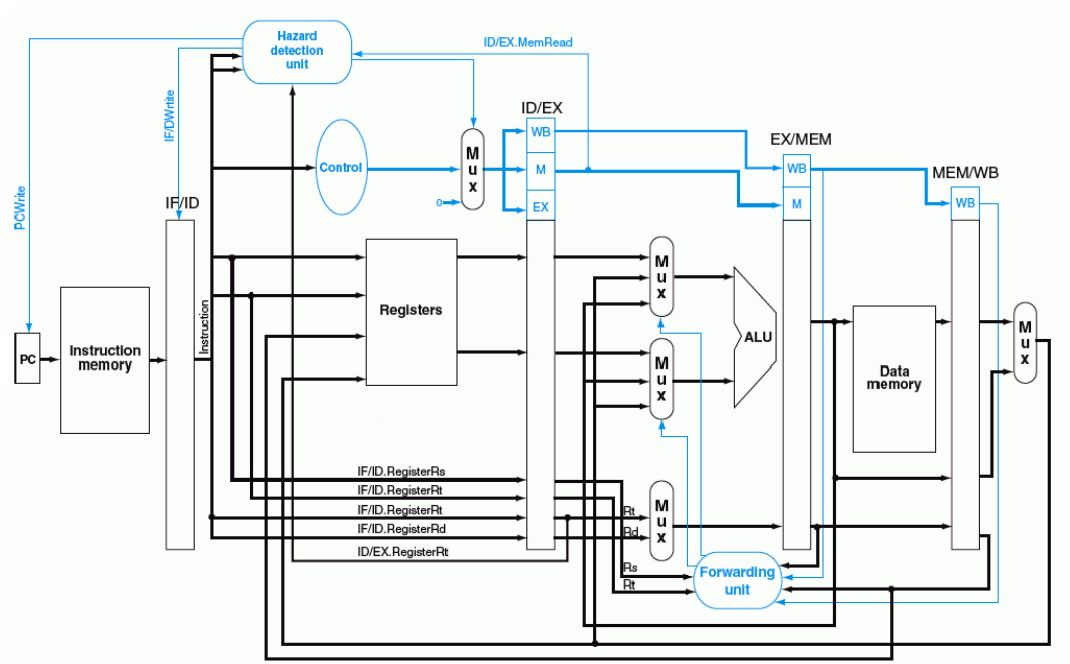 Hazard
detection
unit
ID/EX.MemRead
ID/EX
WB
EX/MEM
IF/DWrtite
PCWrite
Control
M
u
x
M
WB
MEM/WB
0
EX
M
WB
IF/ID
M
u
x
Registers
Instruction
M
u
x
PC
Instruction
memory
ALU
M
u
x
Data
memory
IF/ID.RegisterRs
IF/ID.RegisterRt
IF/ID.RegisterRt
Rt
M
u
x
IF/ID.RegisterRd
Rd
ID/EX.RegisterRtt
Rs
Rt
Forwarding
unit